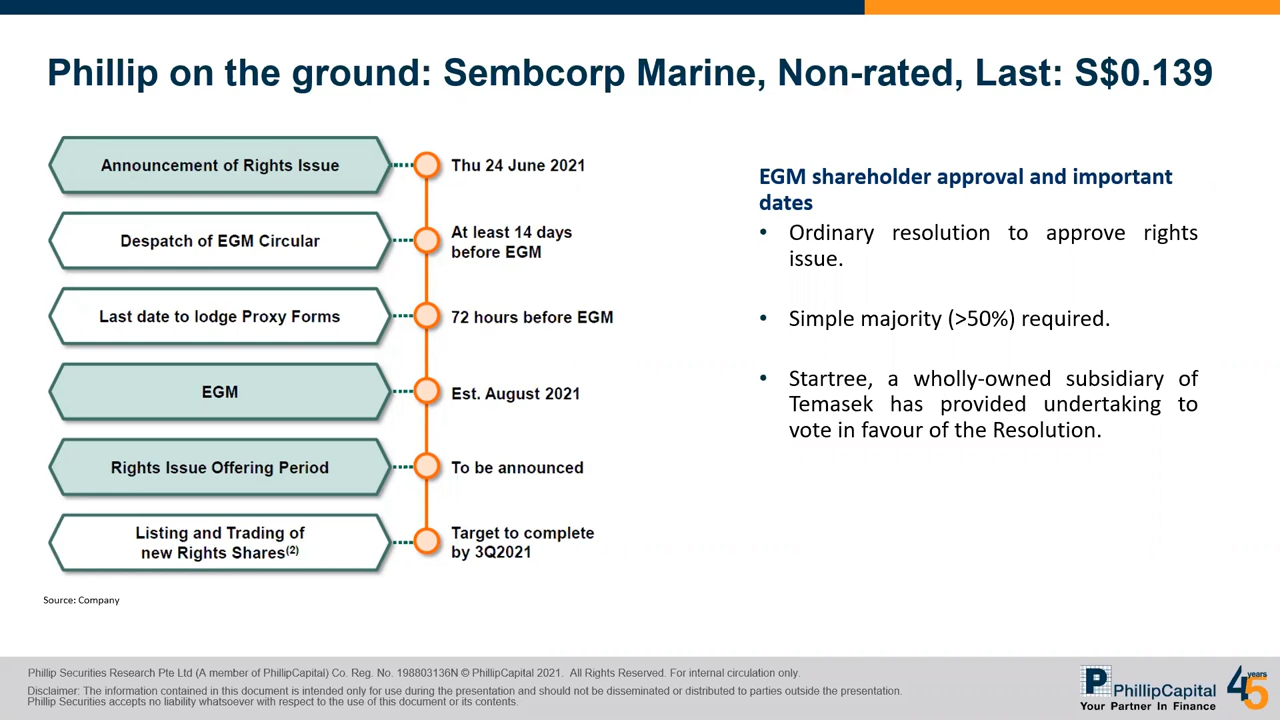 Phillip on the ground: Sembcorp Marine, Non-rated, Last: S$0.139
Announcement of Rights Issue
Thu 24 June 2021
Despatch of EGM Circular
At least 14 days
before EGM
Last date to lodge Proxy Forms
72 hours before EGM
EGM
Est. August 2021
Rights Issue Offering Period
To be announced
Listing and Trading of
new Rights Shares(2)
Target to complete
by 3Q2021
Source: Company
EGM shareholder approval and important
dates
• Ordinary resolution to approve rights
issue.
• Simple majority (>50%) required.
• Startree, a wholly-owned subsidiary of
Temasek has provided undertaking to
vote in favour of the Resolution.
Phillip Securities Research Pte Ltd (A member of PhillipCapital) Co. Reg. No. 198803136N © PhillipCapital 2021. All Rights Reserved. For internal circulation only.
Disclaimer: The information contained in this document is intended only for use during the presentation and should not be disseminated or distributed to parties outside the presentation.
Phillip Securities accepts no liability whatsoever with respect to the use of this document or its contents.
PhillipCapital
Your Partner In Finance
45 years